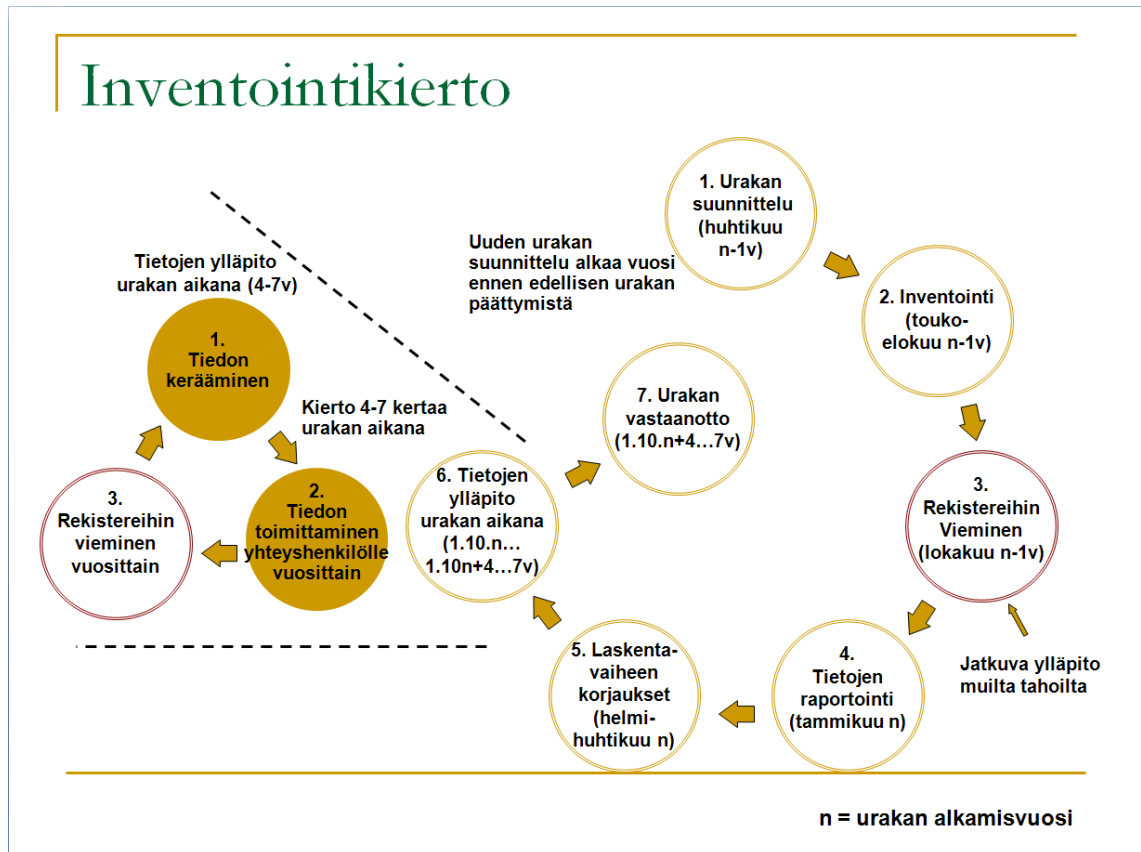 Inventointikierto
Tietojen ylläpito
urakan aikana (4-7v)
1.
Tiedon
kerääminen
Kierto 4-7 kertaa
urakan aikana
2.
Tiedon
toimittaminen
yhteyshenkilölle
vuosittain
3.
Rekistereihin
vieminen
vuosittain
Uuden urakan
suunnittelu alkaa vuosi
ennen edellisen urakan
päättymistä
1. Urakan
suunnittelu
(huhtikuu
n-1v)
2. Inventointi
(touko-
elokuu n-1v)
3.
Rekistereihin
Vieminen
(lokakuu n-1v)
Jatkuva ylläpito
muilta tahoilta
4.
Tietojen
raportointi
(tammikuu n)
5. Laskenta-
vaiheen
korjaukset
(helmi-
huhtikuu n)
6. Tietojen
ylläpito
urakan aikana
(1.10.n…
1.10n+4…7v)
7. Urakan
vastaanotto
(1.10.n+4…7v)
n = urakan alkamisvuosi